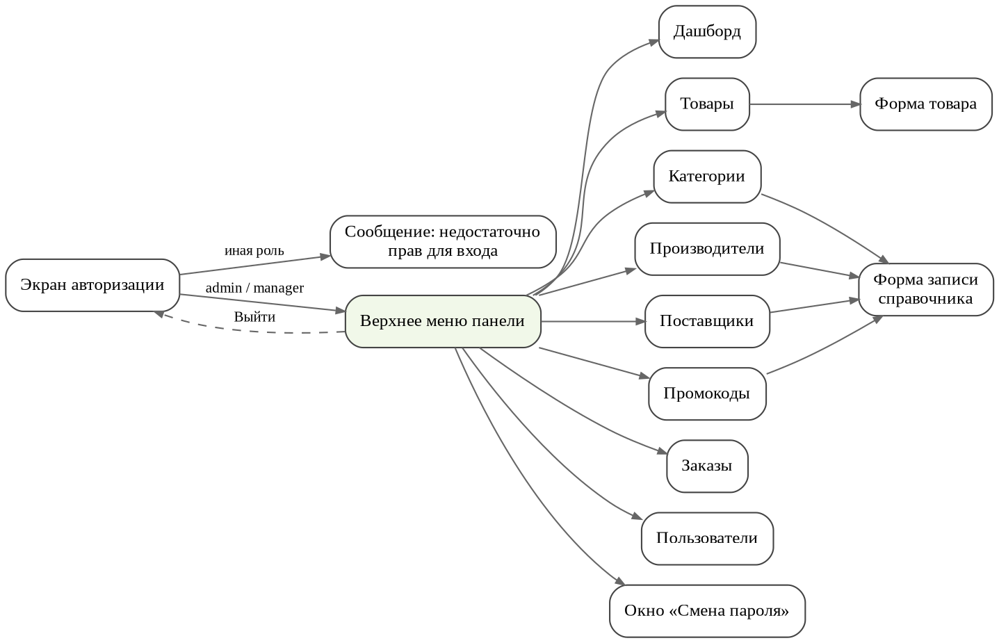 Дашборд
Товары
Форма товара
Категории
Сообщение: недостаточно
прав для входа
Производители
иная роль
Экран авторизации
admin / manager
Форма записи
справочника
Выйти
Верхнее меню панели
Поставщики
Промокоды
Заказы
Пользователи
Окно «Смена пароля»